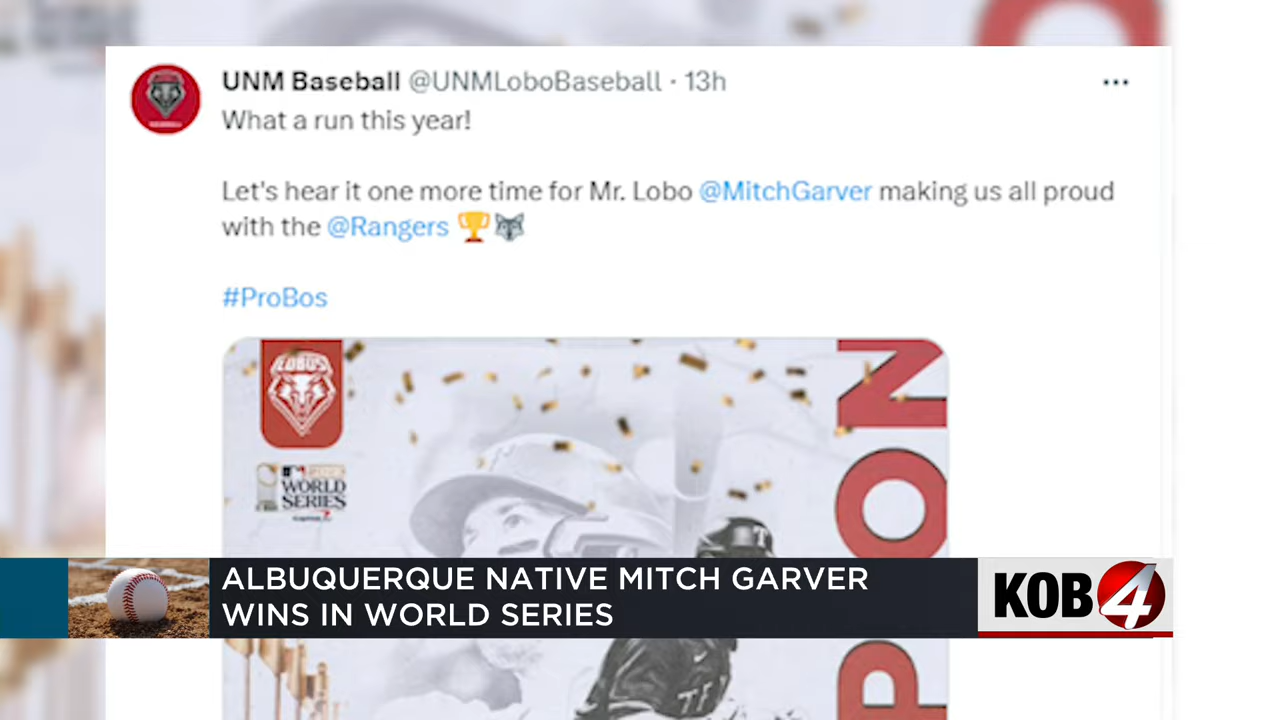 UNM Baseball @UNMLoboBaseball · 13h
What a run this year!
Let's hear it one more time for Mr. Lobo @MitchGarver making us all proud
with the @Rangers
#ProBos
LOBOS
WORLD
SERIES
ALBUQUERQUE NATIVE MITCH GARVER
WINS IN WORLD SERIES
KOB 4
T